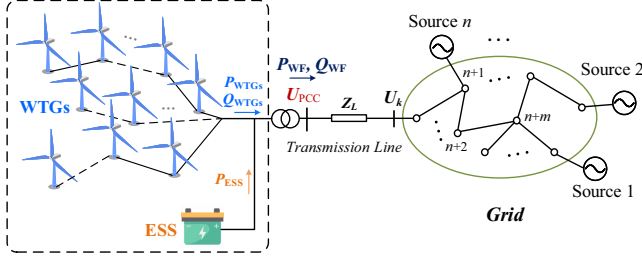 WTGs
...
...
P_WTGs
Q_WTGs
P_ESS
ESS
P_WF, Q_WF
U_PCC
Z_L
Transmission Line
U_k
Source n
n+1
...
n+2
n+m
...
Source 2
Source 1
Grid